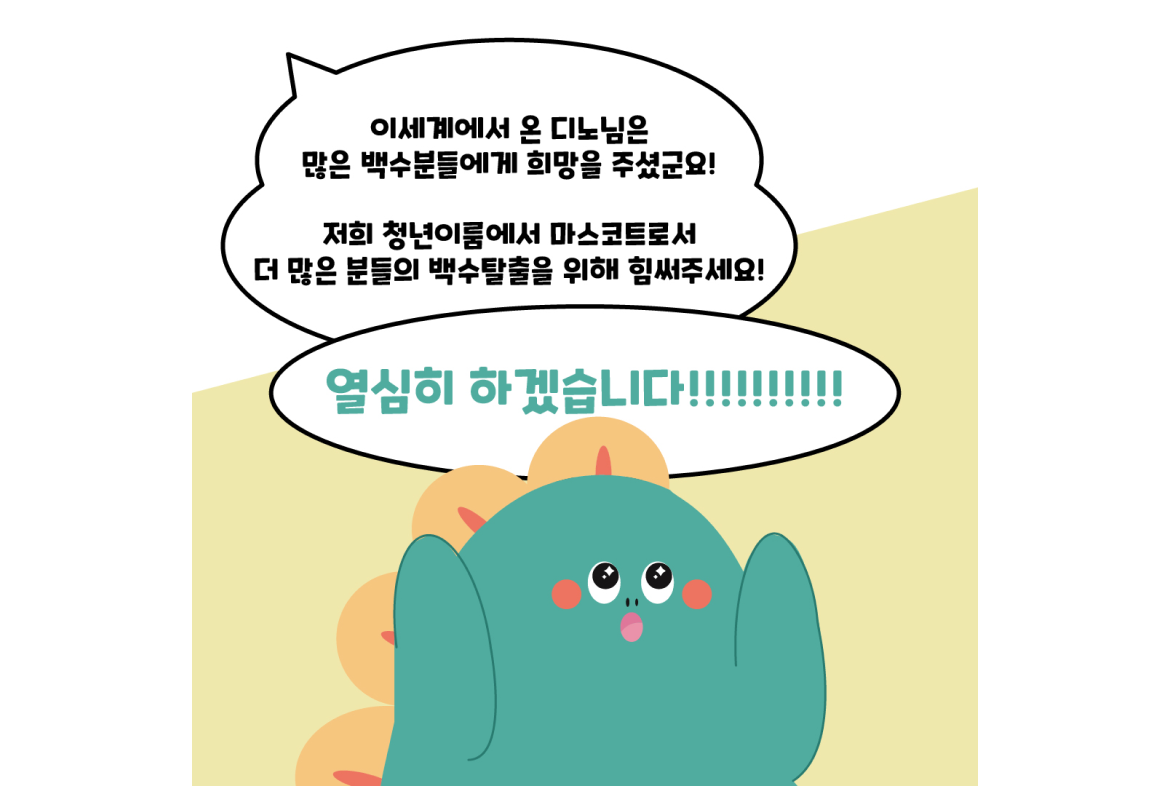 이세계에서 온 디노님은
많은 백수분들에게 희망을 주셨군요!
저희 청년이룸에서 마스코트로서
더 많은 분들의 백수탈출을 위해 힘써주세요!
열심히 하겠습니다!!!!!!!!!!